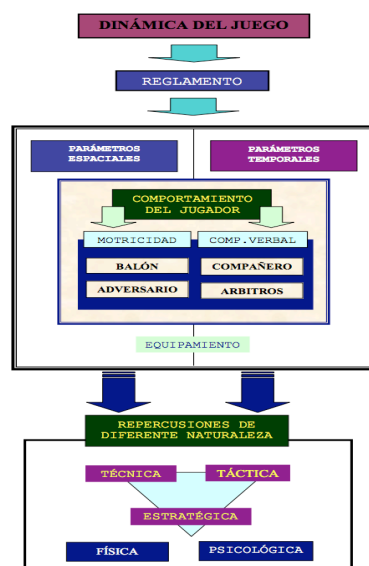 DINÁMICA DEL JUEGO
REGLAMENTO
PARÁMETROS
ESPACIALES
PARÁMETROS
TEMPORALES
COMPORTAMIENTO
DEL JUGADOR
MOTRICIDAD
COMP.VERBAL
BALÓN
COMPAÑERO
ADVERSARIO
ARBITROS
EQUIPAMIENTO
REPERCUSIONES DE
DIFERENTE NATURALEZA
TÉCNICA
TÁCTICA
ESTRATÉGICA
FÍSICA
PSICOLÓGICA